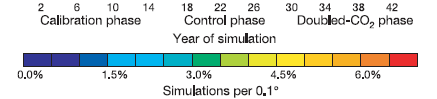 2 6 10 14 18 22 26 30 34 38 42
Calibration phase Control phase Doubled-CO₂ phase
Year of simulation
0.0% 1.5% 3.0% 4.5% 6.0%
Simulations per 0.1°